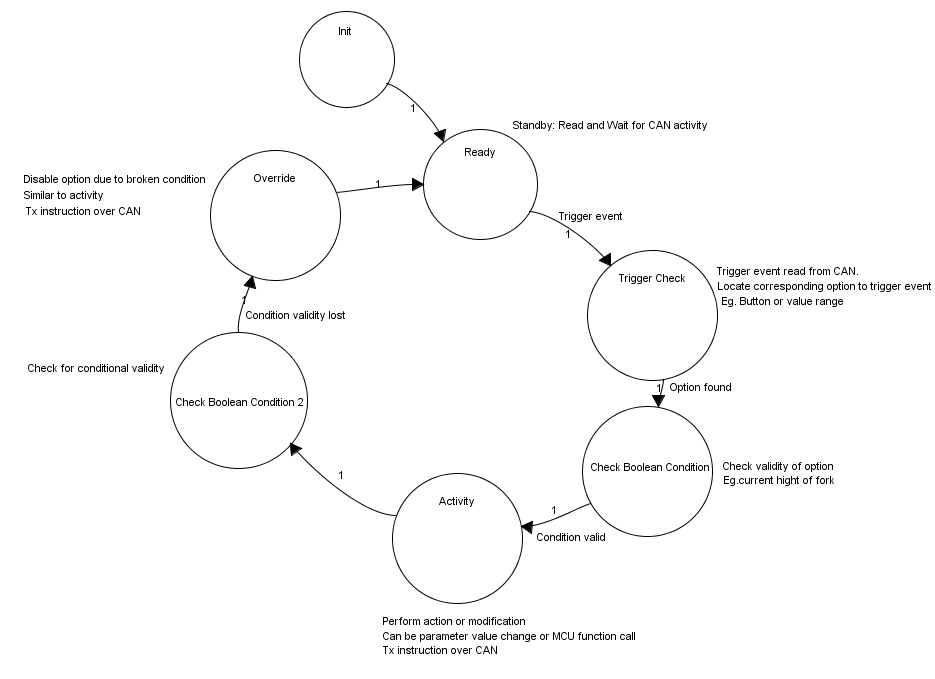 Init
1
Standby: Read and Wait for CAN activity
Ready
Disable option due to broken condition
Similar to activity
Tx instruction over CAN
Override
1
Trigger event
1
Trigger Check
Trigger event read from CAN.
Locate corresponding option to trigger event
Eg. Button or value range
1
Condition validity lost
Check for conditional validity
Check Boolean Condition 2
1
Option found
Check Boolean Condition
Check validity of option
Eg.current hight of fork
1
Activity
1
Condition valid
Perform action or modification
Can be parameter value change or MCU function call
Tx instruction over CAN